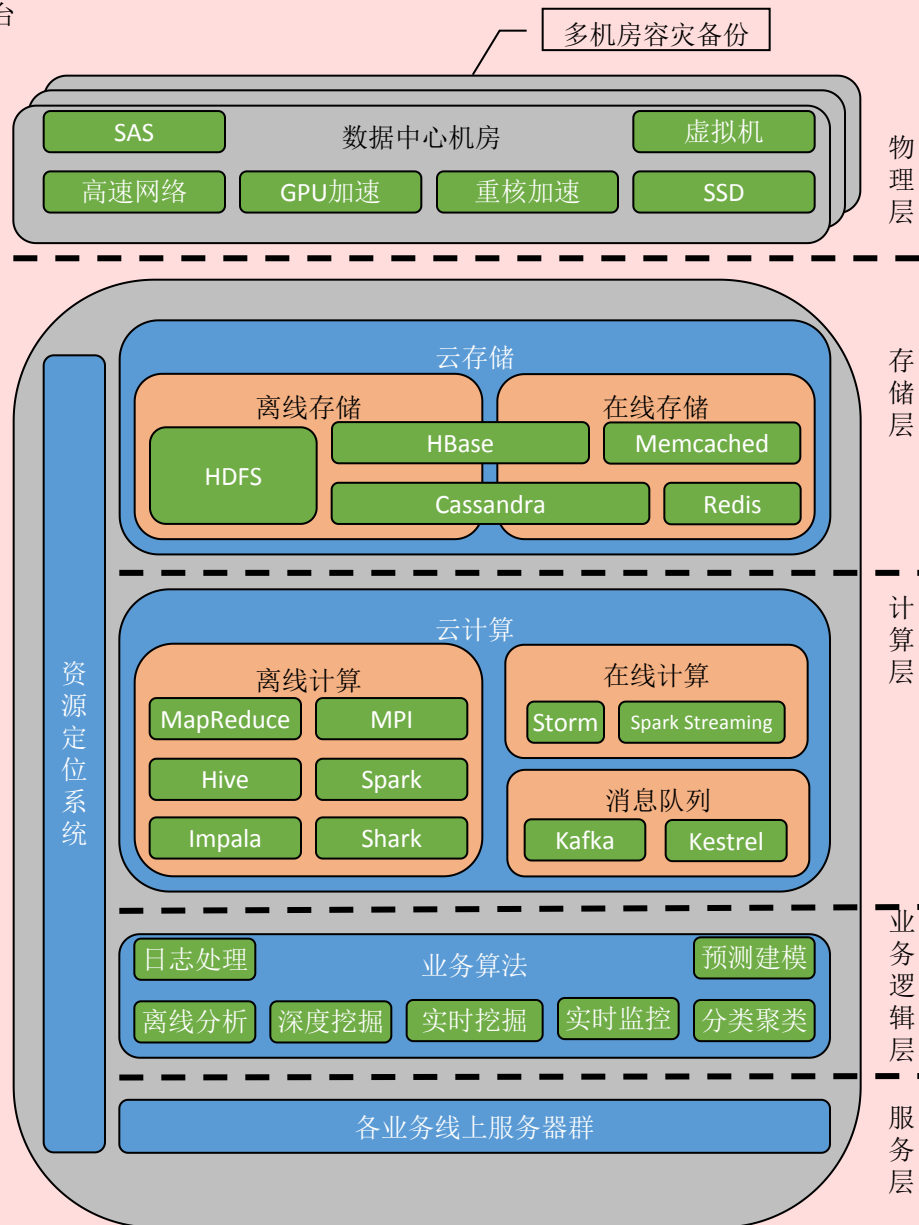 台
多机房容灾备份
SAS
数据中心机房
虚拟机
高速网络
GPU加速
重核加速
SSD
物理层
云存储
离线存储
在线存储
HDFS
HBase
Memcached
Cassandra
Redis
存储层
资源定位系统
云计算
离线计算
MapReduce
MPI
Hive
Spark
Impala
Shark
在线计算
Storm
Spark Streaming
消息队列
Kafka
Kestrel
计算层
日志处理
业务算法
预测建模
离线分析
深度挖掘
实时挖掘
实时监控
分类聚类
业务逻辑层
各业务线上服务器群
服务层